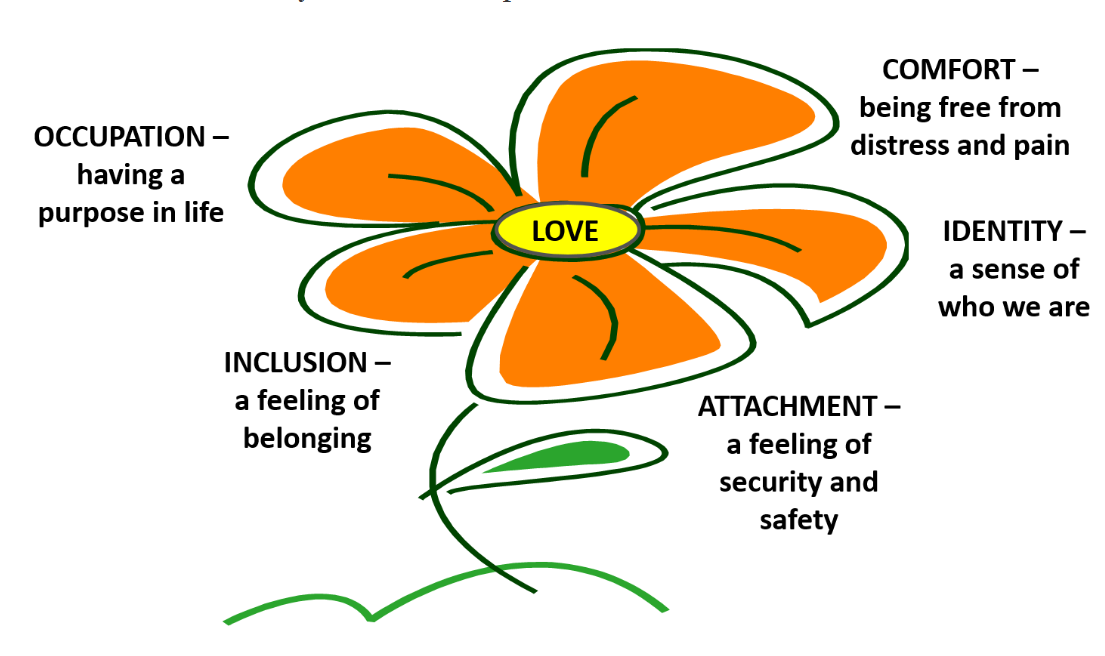 COMFORT –
being free from
distress and pain
OCCUPATION –
having a
purpose in life
LOVE
IDENTITY –
a sense of
who we are
INCLUSION –
a feeling of
belonging
ATTACHMENT –
a feeling of
security and
safety